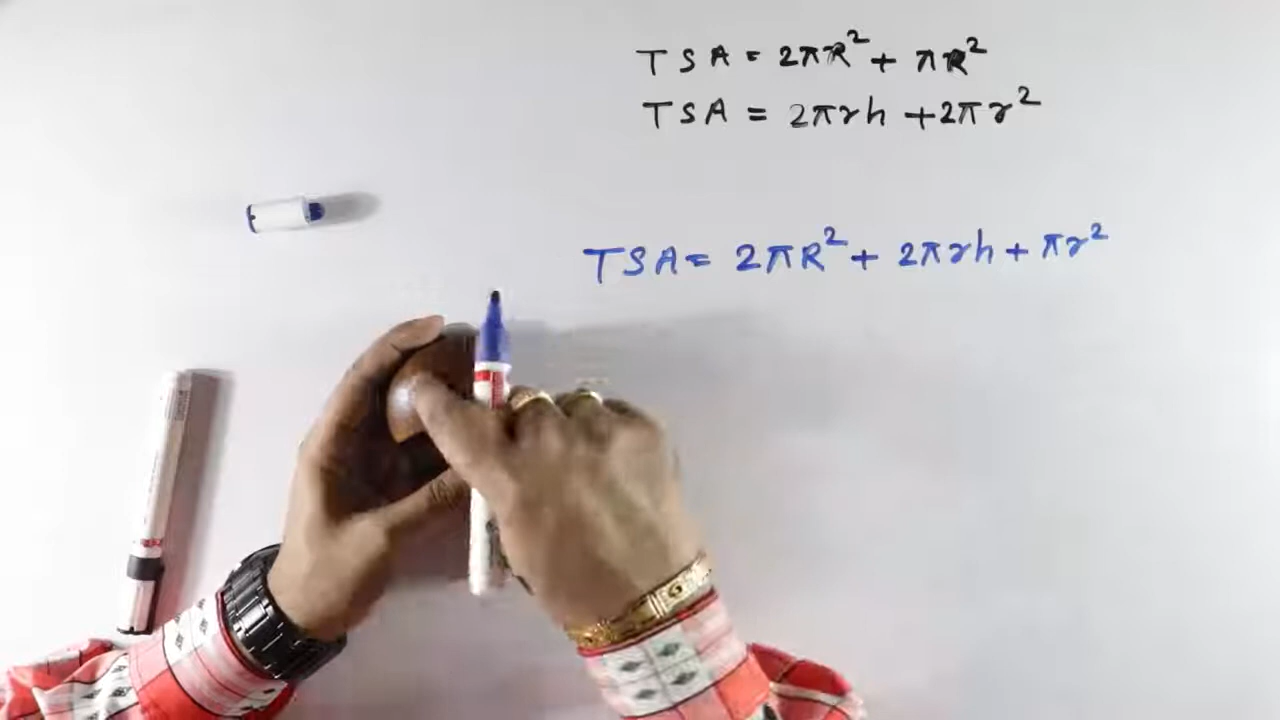 TSA = 2πR² + πR²
TSA = 2πrh + 2πr²
TSA = 2πR² + 2πrh + πr²